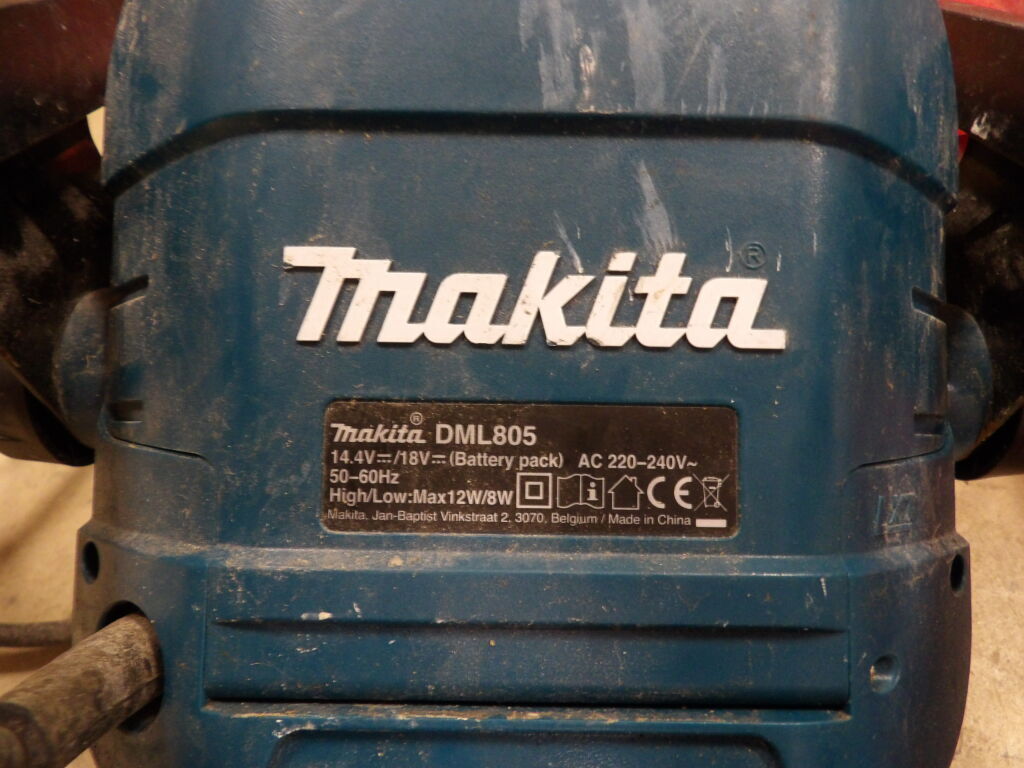 makita®
makita® DML805
14.4V⎓/18V⎓(Battery pack) AC 220–240V~
50–60Hz
High/Low:Max12W/8W CE
Makita. Jan-Baptist Vinkstraat 2, 3070, Belgium / Made in China